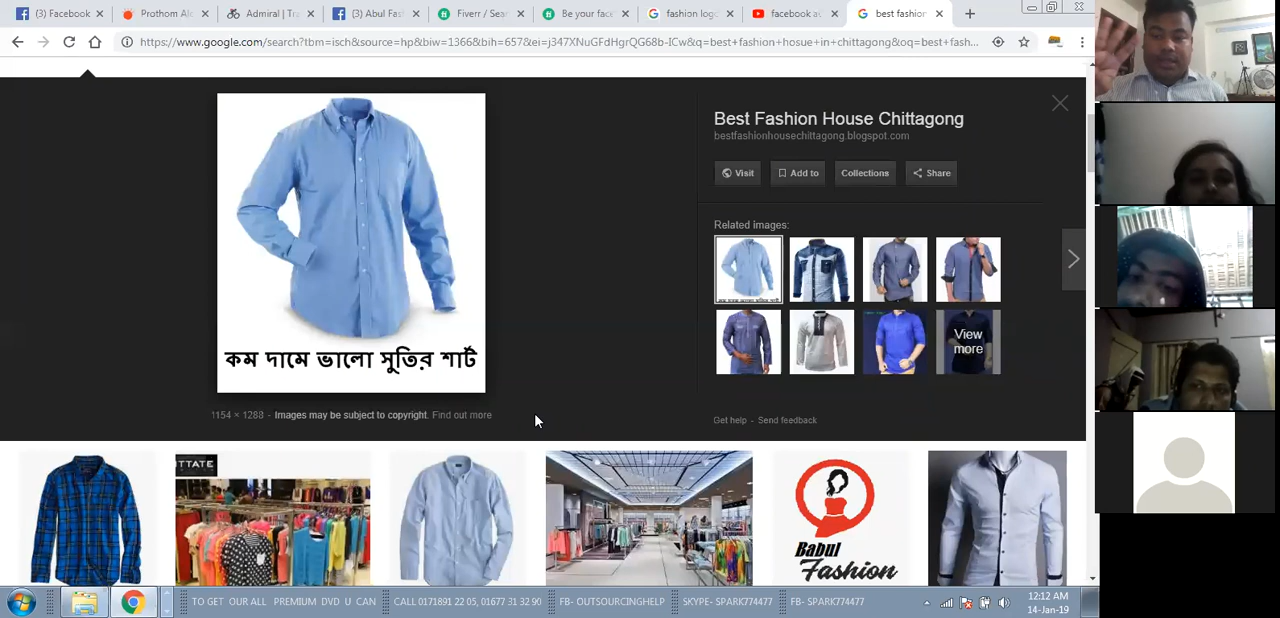 (3) Facebook
Prothom Al
Admiral | Tra
(3) Abul Fas
Fiverr / Sear
Be your face
fashion log
facebook a
best fashion
https://www.google.com/search?tbm=isch&source=hp&biw=1366&bih=657&ei=j347XNuGFdHgrQG68b-ICw&q=best+fashion+hosue+in+chittagong&oq=best+fash...
Best Fashion House Chittagong
bestfashionhousechittagong.blogspot.com
Visit
Add to
Collections
Share
Related images:
View
more
কম দামে ভালো সুতির শার্ট
1154 × 1288 - Images may be subject to copyright. Find out more
Get help - Send feedback
TTATE
Babul
Fashion
TO GET OUR ALL PREMIUM DVD U CAN
CALL 0171891 22 05, 01677 31 32 90
FB- OUTSOURCINGHELP
SKYPE- SPARK774477
FB- SPARK774477
12:12 AM
14-Jan-19